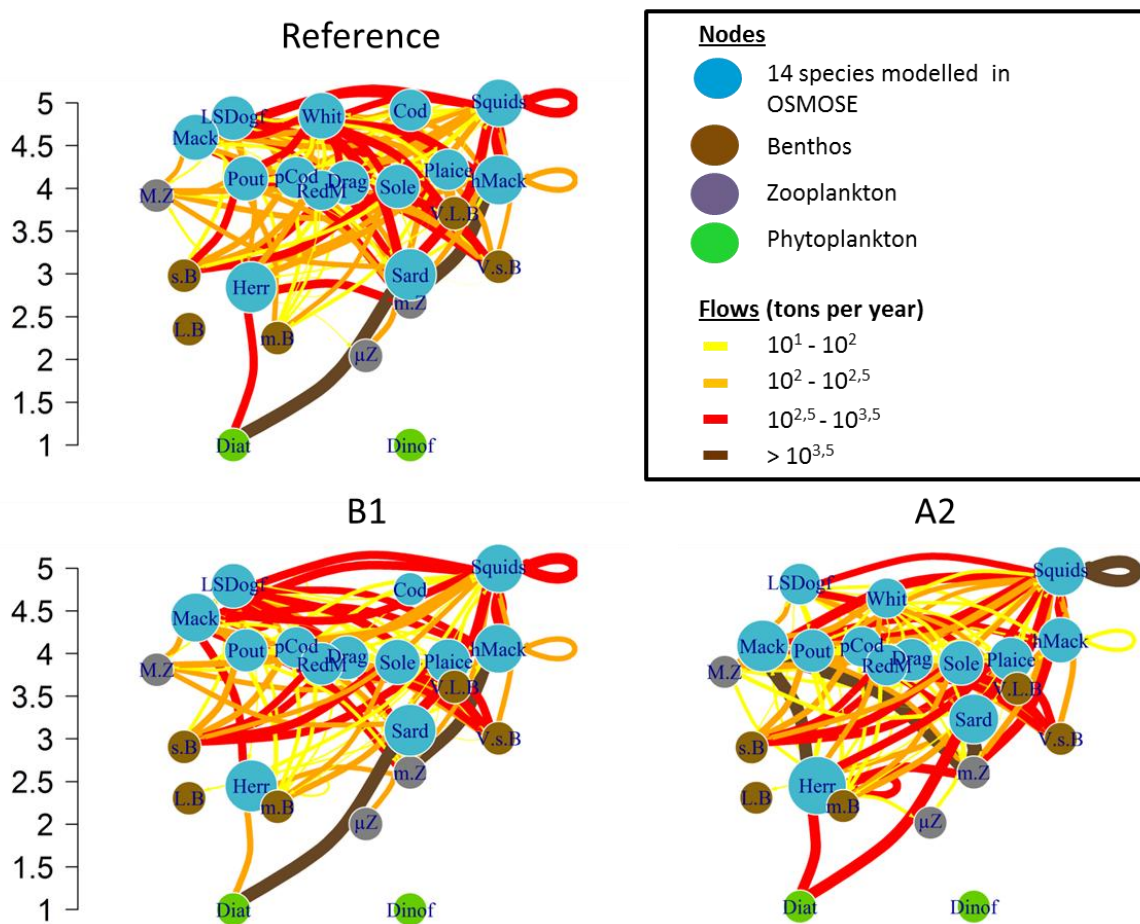 Reference
5
4.5
4
3.5
3
2.5
2
1.5
1
LSDogf
Whit
Cod
Squids
Mack
Pout
pCod
RedM
Drag
Sole
Plaice
hMack
M.Z
V.L.B
s.B
Herr
Sard
V.s.B
m.Z
L.B
m.B
µZ
Diat
Dinof
Nodes
14 species modelled in
OSMOSE
Benthos
Zooplankton
Phytoplankton
Flows (tons per year)
10¹ - 10²
10² - 10²,⁵
10²,⁵ - 10³,⁵
> 10³,⁵
B1
5
4.5
4
3.5
3
2.5
2
1.5
1
LSDogf
Cod
Squids
Mack
Pout
pCod
RedM
Drag
Sole
Plaice
hMack
M.Z
V.L.B
s.B
Sard
V.s.B
m.Z
L.B
Herr
m.B
µZ
Diat
Dinof
A2
LSDogf
Whit
Squids
Mack
Pout
pCod
RedM
Drag
Sole
Plaice
hMack
M.Z
V.L.B
s.B
Sard
V.s.B
m.Z
L.B
Herr
m.B
µZ
Diat
Dinof